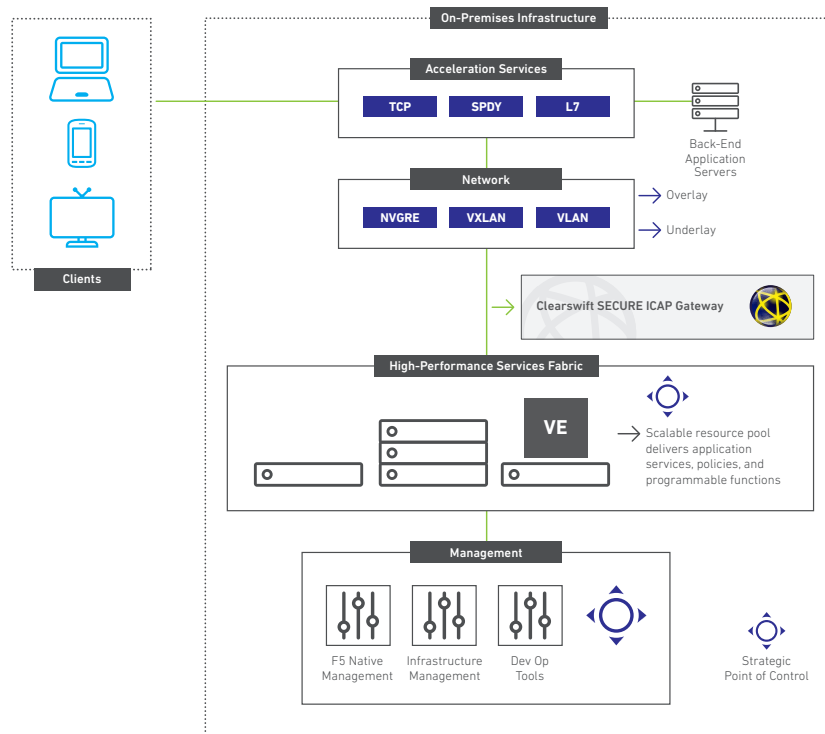 On-Premises Infrastructure
Acceleration Services
TCP
SPDY
L7
Back-End
Application
Servers
Network
NVGRE
VXLAN
VLAN
Overlay
Underlay
Clients
Clearswift SECURE ICAP Gateway
High-Performance Services Fabric
VE
Scalable resource pool
delivers application
services, policies, and
programmable functions
Management
F5 Native
Management
Infrastructure
Management
Dev Op
Tools
Strategic
Point of Control